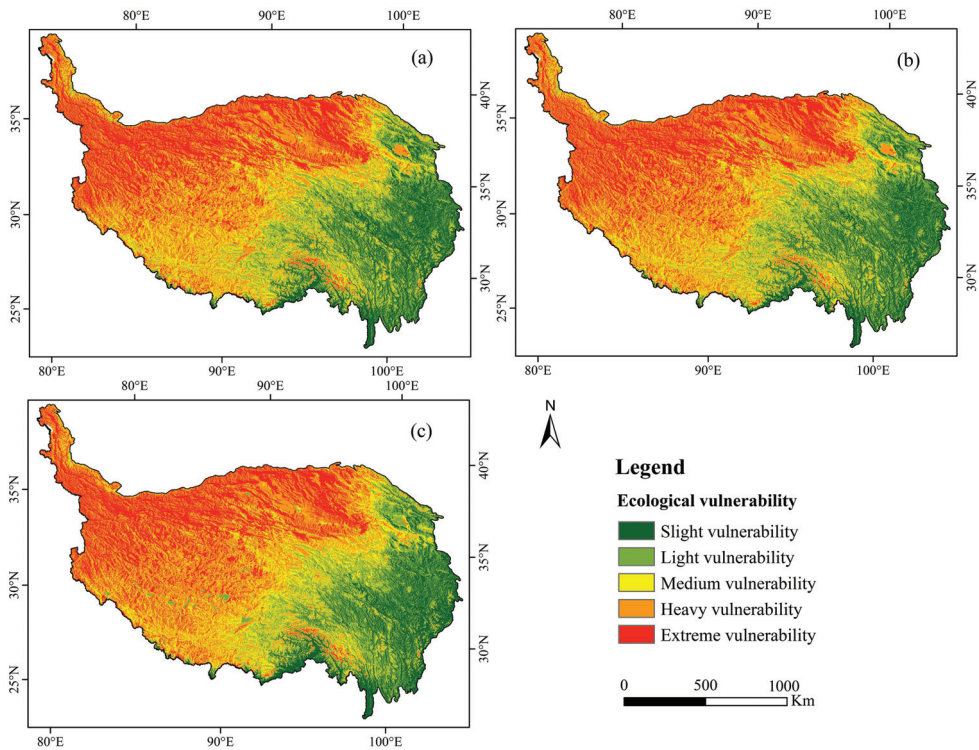 80°E 90°E 100°E
80°E 90°E 100°E
(a)
(b)
35°N
30°N
25°N
40°N
35°N
30°N
35°N
30°N
25°N
40°N
35°N
30°N
80°E 90°E 100°E
80°E 90°E 100°E
80°E 90°E 100°E
(c)
35°N
30°N
25°N
40°N
35°N
30°N
80°E 90°E 100°E
N
Legend
Ecological vulnerability
Slight vulnerability
Light vulnerability
Medium vulnerability
Heavy vulnerability
Extreme vulnerability
0 500 1000
Km